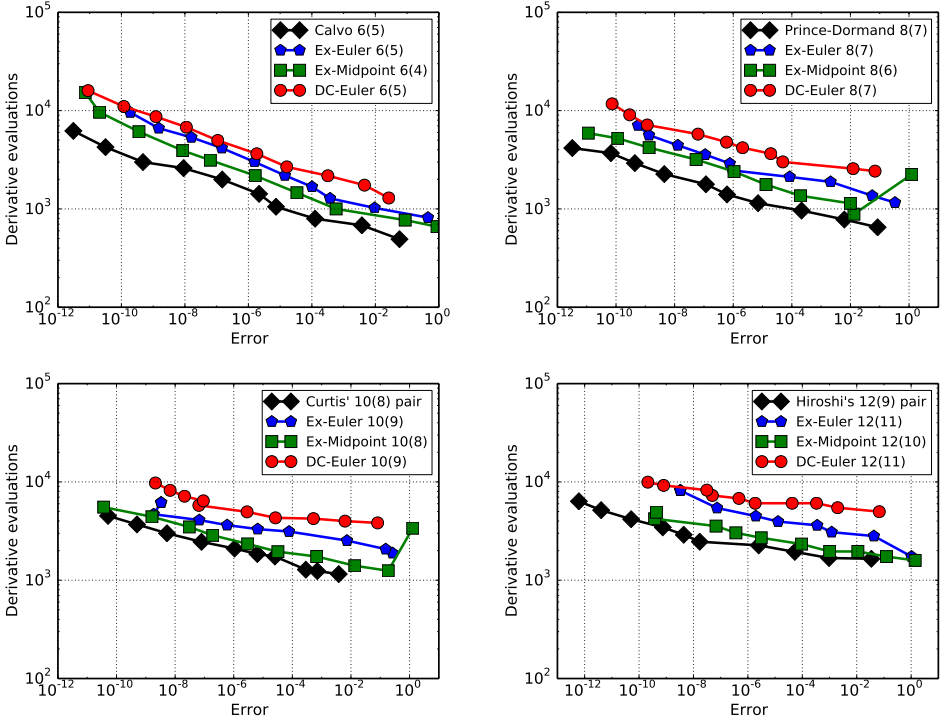 10^5
10^4
10^3
10^2
Derivative evaluations
Calvo 6(5)
Ex-Euler 6(5)
Ex-Midpoint 6(4)
DC-Euler 6(5)
10^-12 10^-10 10^-8 10^-6 10^-4 10^-2 10^0
Error
10^5
10^4
10^3
10^2
Derivative evaluations
Prince-Dormand 8(7)
Ex-Euler 8(7)
Ex-Midpoint 8(6)
DC-Euler 8(7)
10^-12 10^-10 10^-8 10^-6 10^-4 10^-2 10^0
Error
10^5
10^4
10^3
10^2
Derivative evaluations
Curtis' 10(8) pair
Ex-Euler 10(9)
Ex-Midpoint 10(8)
DC-Euler 10(9)
10^-12 10^-10 10^-8 10^-6 10^-4 10^-2 10^0
Error
10^5
10^4
10^3
10^2
Derivative evaluations
Hiroshi's 12(9) pair
Ex-Euler 12(11)
Ex-Midpoint 12(10)
DC-Euler 12(11)
10^-12 10^-10 10^-8 10^-6 10^-4 10^-2 10^0
Error